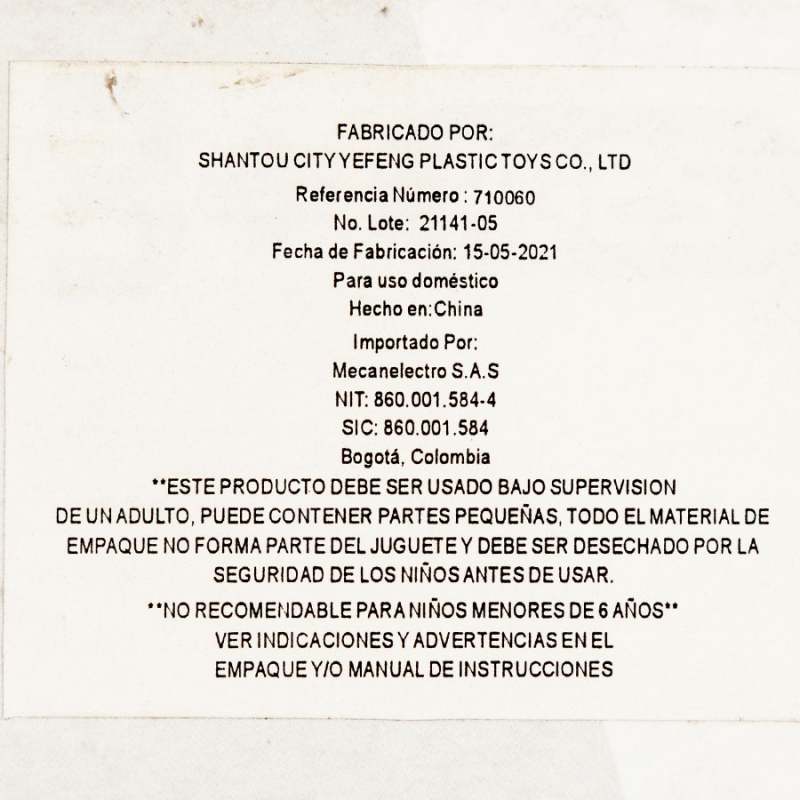 FABRICADO POR:
SHANTOU CITY YEFENG PLASTIC TOYS CO., LTD
Referencia Número : 710060
No. Lote: 21141-05
Fecha de Fabricación: 15-05-2021
Para uso doméstico
Hecho en:China
Importado Por:
Mecanelectro S.A.S
NIT: 860.001.584-4
SIC: 860.001.584
Bogotá, Colombia
**ESTE PRODUCTO DEBE SER USADO BAJO SUPERVISION
DE UN ADULTO, PUEDE CONTENER PARTES PEQUEÑAS, TODO EL MATERIAL DE
EMPAQUE NO FORMA PARTE DEL JUGUETE Y DEBE SER DESECHADO POR LA
SEGURIDAD DE LOS NIÑOS ANTES DE USAR.
**NO RECOMENDABLE PARA NIÑOS MENORES DE 6 AÑOS**
VER INDICACIONES Y ADVERTENCIAS EN EL
EMPAQUE Y/O MANUAL DE INSTRUCCIONES